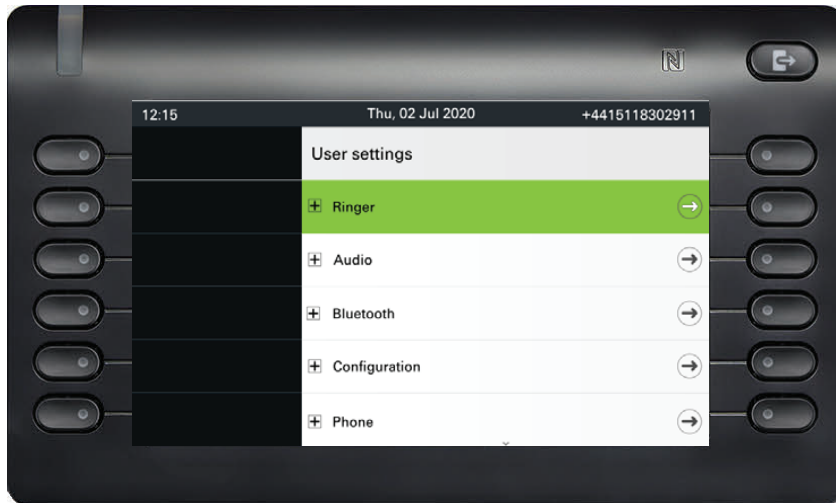 12:15 Thu, 02 Jul 2020 +4415118302911
User settings
Ringer
Audio
Bluetooth
Configuration
Phone